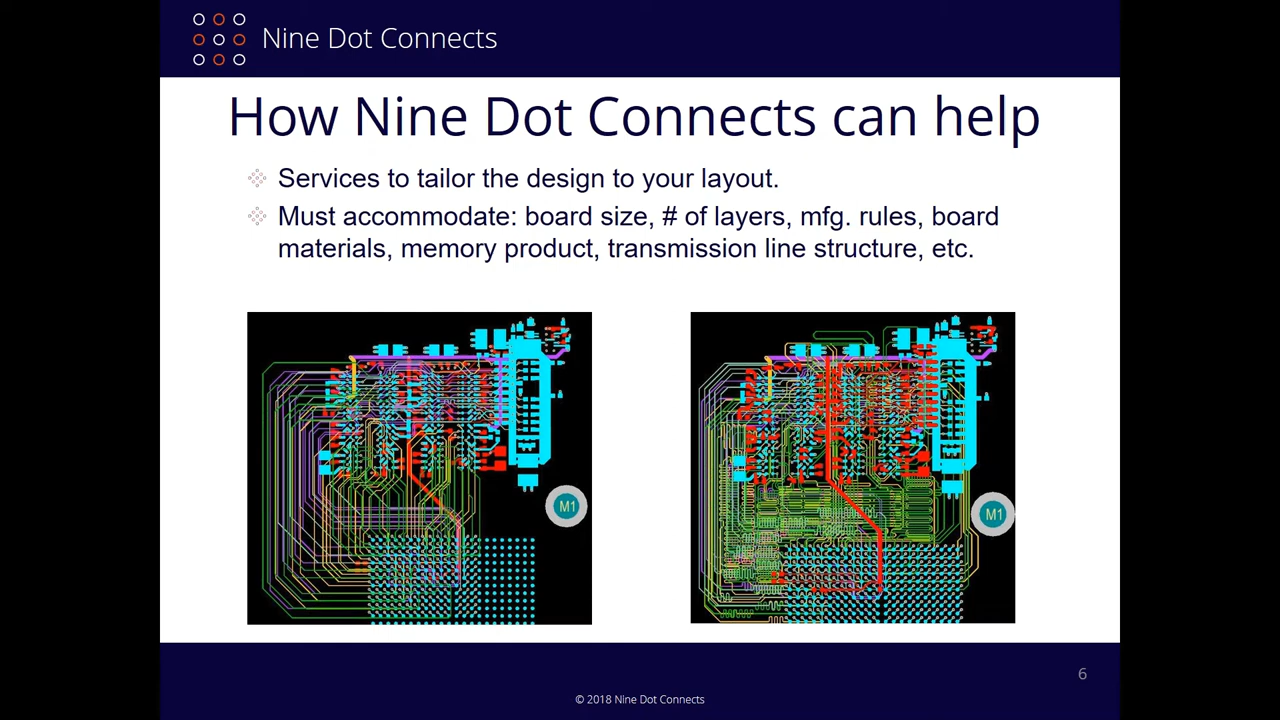 Nine Dot Connects
How Nine Dot Connects can help
Services to tailor the design to your layout.
Must accommodate: board size, # of layers, mfg. rules, board
materials, memory product, transmission line structure, etc.
M1
M1
6
© 2018 Nine Dot Connects